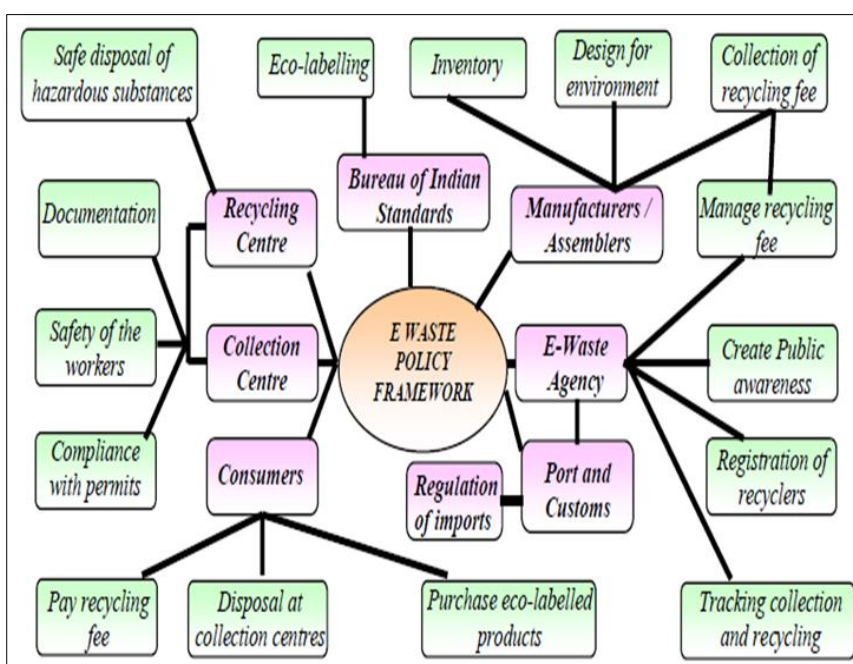 Safe disposal of
hazardous substances
Eco-labelling
Inventory
Design for
environment
Collection of
recycling fee
Documentation
Recycling
Centre
Bureau of Indian
Standards
Manufacturers /
Assemblers
Manage recycling
fee
Safety of the
workers
Collection
Centre
E WASTE
POLICY
FRAMEWORK
E-Waste
Agency
Create Public
awareness
Compliance
with permits
Consumers
Regulation
of imports
Port and
Customs
Registration of
recyclers
Pay recycling
fee
Disposal at
collection centres
Purchase eco-labelled
products
Tracking collection
and recycling